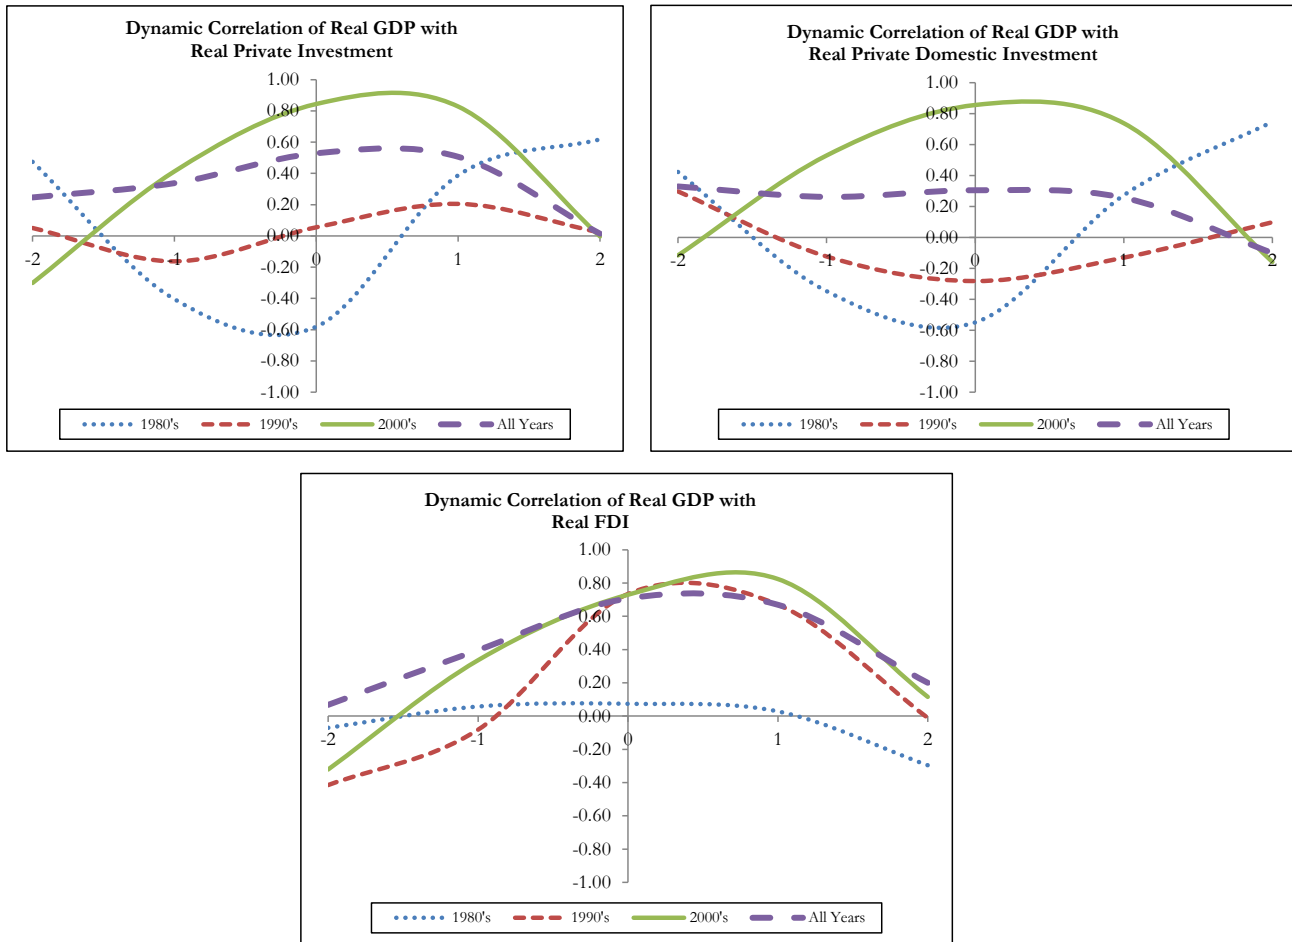 Dynamic Correlation of Real GDP with
Real Private Investment
1.00
0.80
0.60
0.40
0.20
0.00
-0.20
-0.40
-0.60
-0.80
-1.00
-2 -1 0 1 2
1980's 1990's 2000's All Years
Dynamic Correlation of Real GDP with
Real Private Domestic Investment
1.00
0.80
0.60
0.40
0.20
0.00
-0.20
-0.40
-0.60
-0.80
-1.00
-2 -1 0 1 2
1980's 1990's 2000's All Years
Dynamic Correlation of Real GDP with
Real FDI
1.00
0.80
0.60
0.40
0.20
0.00
-0.20
-0.40
-0.60
-0.80
-1.00
-2 -1 0 1 2
1980's 1990's 2000's All Years